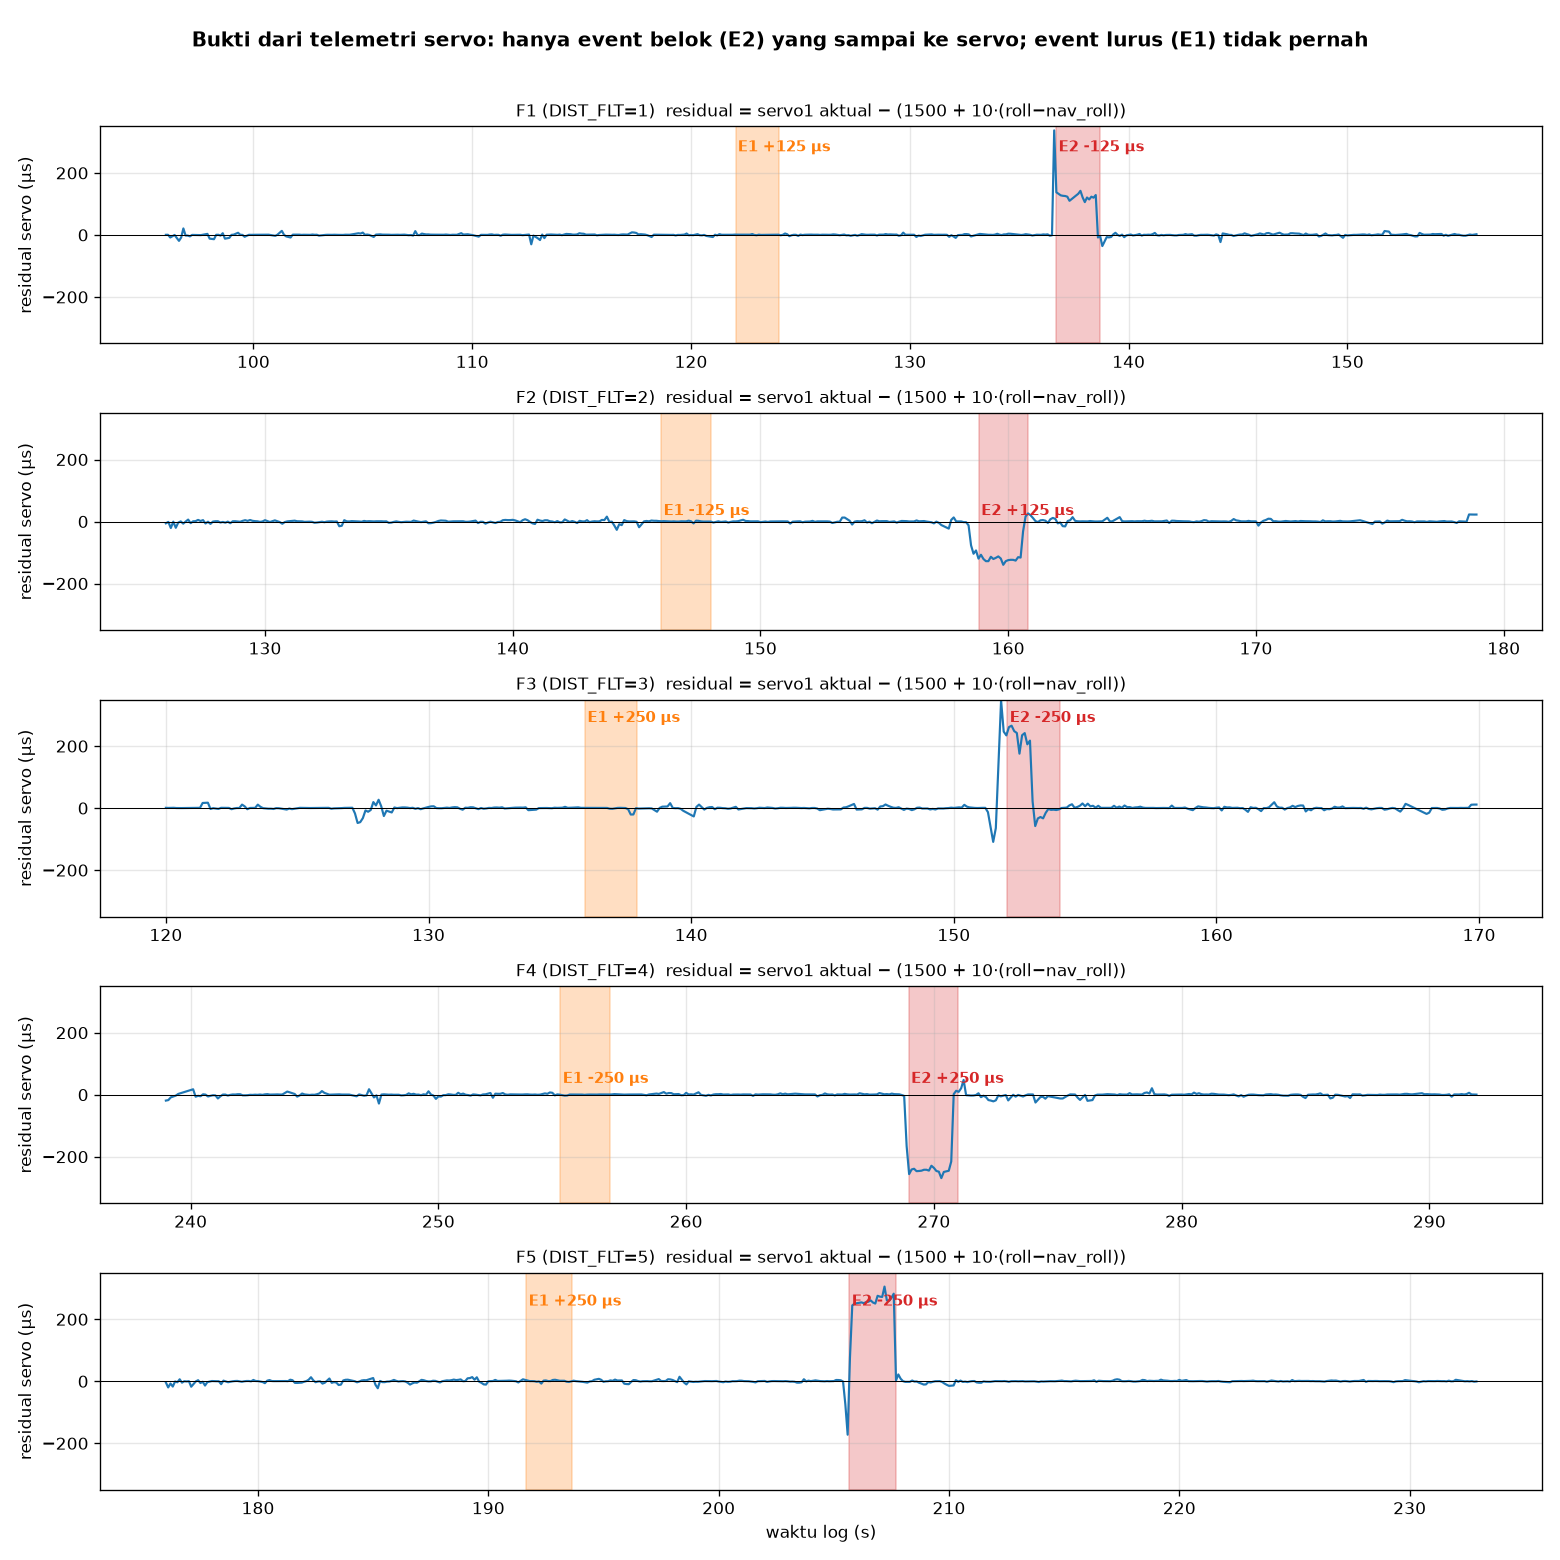 Bukti dari telemetri servo: hanya event belok (E2) yang sampai ke servo; event lurus (E1) tidak pernah
F1 (DIST_FLT=1)  residual = servo1 aktual − (1500 + 10·(roll−nav_roll))
E1 +125 µs
E2 -125 µs
residual servo (µs)
200
0
−200
100
110
120
130
140
150
F2 (DIST_FLT=2)  residual = servo1 aktual − (1500 + 10·(roll−nav_roll))
E1 -125 µs
E2 +125 µs
residual servo (µs)
200
0
−200
130
140
150
160
170
180
F3 (DIST_FLT=3)  residual = servo1 aktual − (1500 + 10·(roll−nav_roll))
E1 +250 µs
E2 -250 µs
residual servo (µs)
200
0
−200
120
130
140
150
160
170
F4 (DIST_FLT=4)  residual = servo1 aktual − (1500 + 10·(roll−nav_roll))
E1 -250 µs
E2 +250 µs
residual servo (µs)
200
0
−200
240
250
260
270
280
290
F5 (DIST_FLT=5)  residual = servo1 aktual − (1500 + 10·(roll−nav_roll))
E1 +250 µs
E2 -250 µs
residual servo (µs)
200
0
−200
180
190
200
210
220
230
waktu log (s)